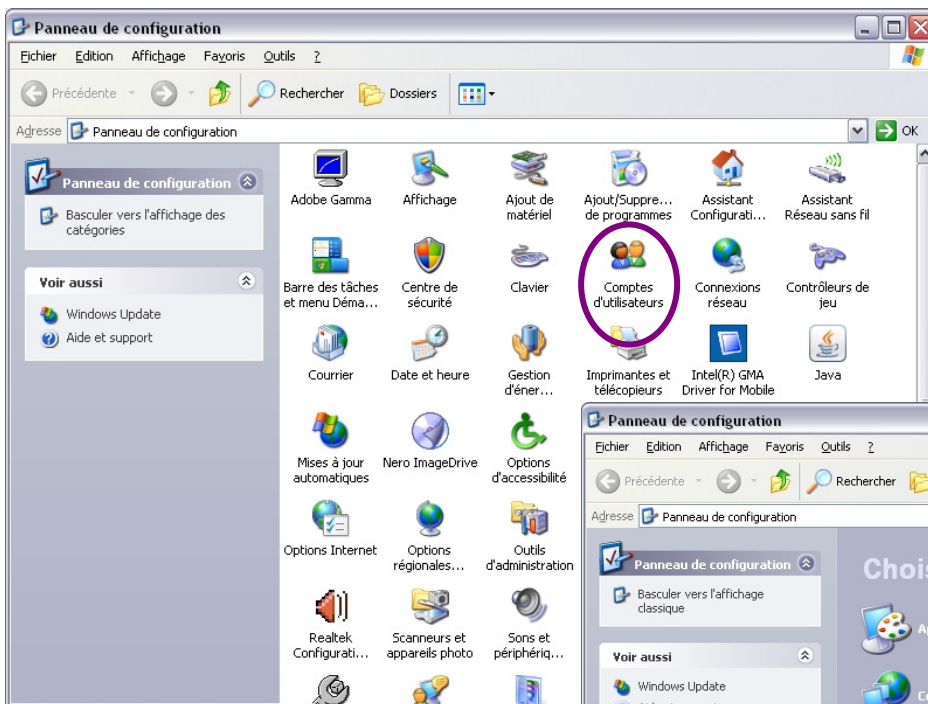 Panneau de configuration
Fichier Edition Affichage Favoris Outils ?
Précédente Rechercher Dossiers
Adresse Panneau de configuration OK
Panneau de configuration
Basculer vers l'affichage des
catégories
Voir aussi
Windows Update
Aide et support
Adobe Gamma
Affichage
Ajout de
matériel
Ajout/Suppre...
de programmes
Assistant
Configurati...
Assistant
Réseau sans fil
Barre des tâches
et menu Déma...
Centre de
sécurité
Clavier
Comptes
d'utilisateurs
Connexions
réseau
Contrôleurs de
jeu
Courrier
Date et heure
Gestion
d'éner...
Imprimantes et
télécopieurs
Intel(R) GMA
Driver for Mobile
Java
Mises à jour
automatiques
Nero ImageDrive
Options
d'accessibilité
Options Internet
Options
régionales...
Outils
d'administration
Realtek
Configurati...
Scanneurs et
appareils photo
Sons et
périphériq...
Panneau de configuration
Fichier Edition Affichage Favoris Outils ?
Précédente Rechercher
Adresse Panneau de configuration
Panneau de configuration
Basculer vers l'affichage
classique
Voir aussi
Windows Update
Chois